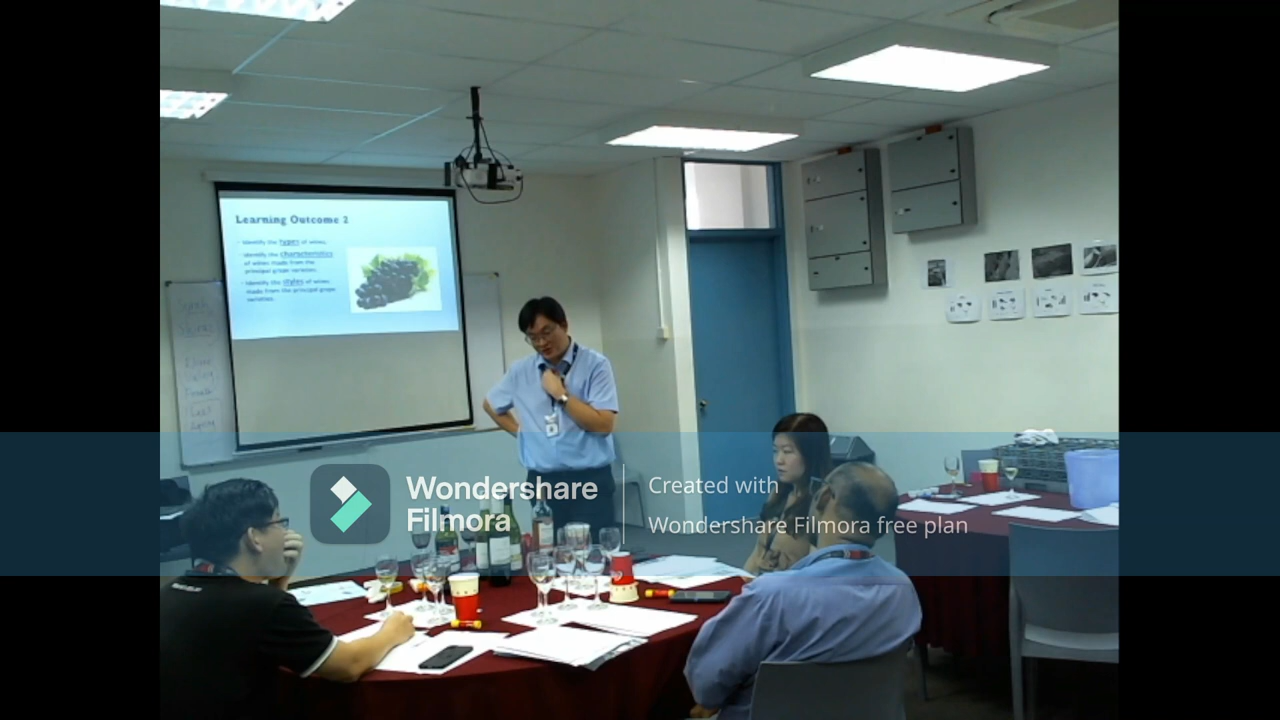 Learning Outcome 2
Identify the types of wines.
Identify the characteristics
of wines made from the
principal grape varieties.
Identify the styles of wines
made from the principal grape
varieties.
Wondershare
Filmora
Created with
Wondershare Filmora free plan